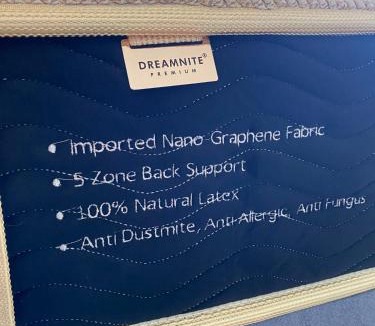 DREAMNITE®
PREMIUM
• Imported Nano Graphene Fabric
• 5 Zone Back Support
• 100% Natural Latex
• Anti Dustmite, Anti Allergic, Anti Fungus